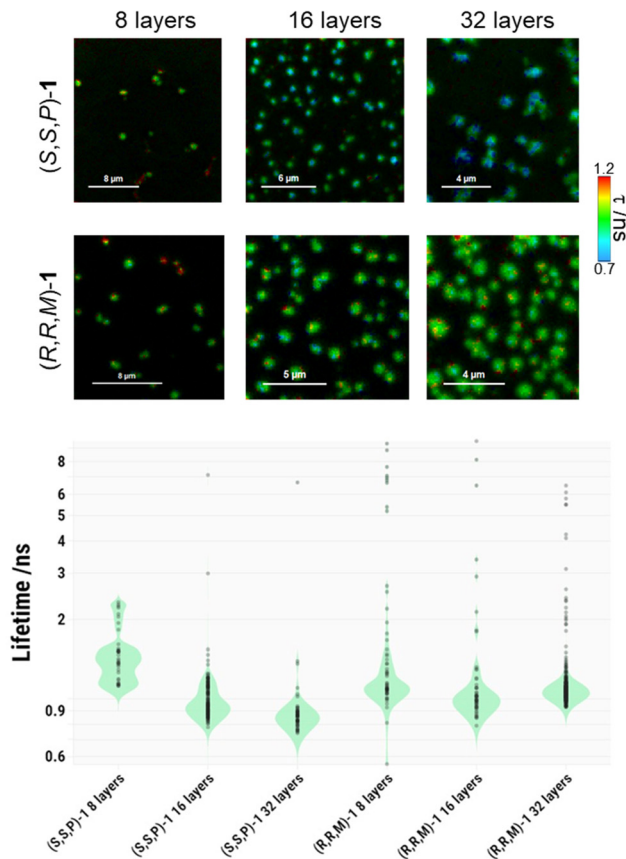 8 layers 16 layers 32 layers
(S,S,P)-1
8 µm 6 µm 4 µm
1.2
τ /ns
0.7
(R,R,M)-1
8 µm 5 µm 4 µm
Lifetime /ns
8
6
5
4
3
2
0.9
0.6
(S,S,P)-1 8 layers
(S,S,P)-1 16 layers
(S,S,P)-1 32 layers
(R,R,M)-1 8 layers
(R,R,M)-1 16 layers
(R,R,M)-1 32 layers